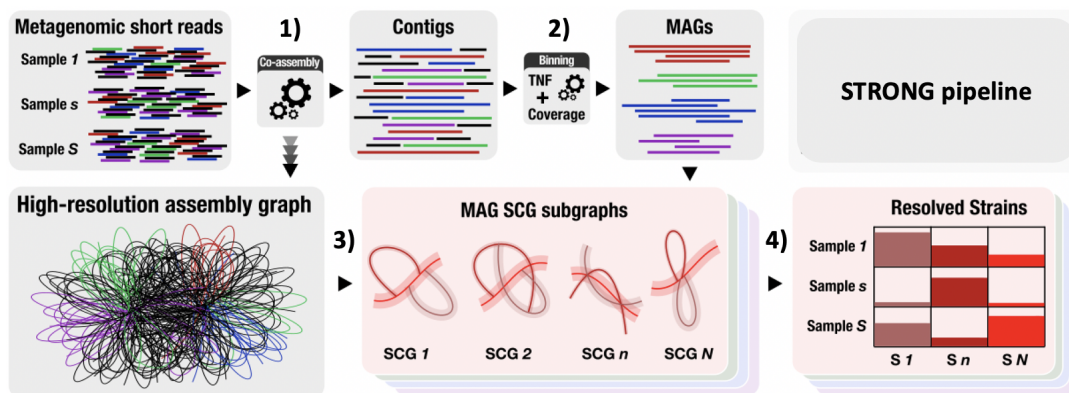 Metagenomic short reads
Sample 1
Sample s
Sample S
1)
Co-assembly
Contigs
2)
Binning
TNF
+
Coverage
MAGs
STRONG pipeline
High-resolution assembly graph
3)
MAG SCG subgraphs
SCG 1
SCG 2
SCG n
SCG N
4)
Resolved Strains
Sample 1
Sample s
Sample S
S 1
S n
S N